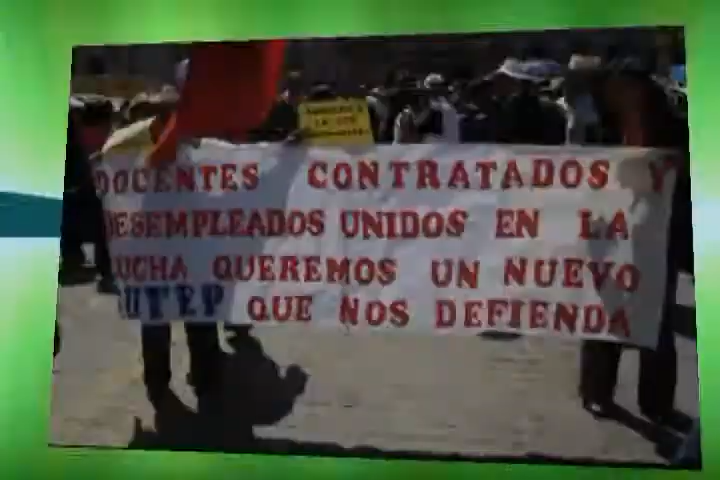 DOCENTES CONTRATADOS Y
DESEMPLEADOS UNIDOS EN LA
LUCHA QUEREMOS UN NUEVO
SUTEP QUE NOS DEFIENDA